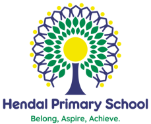 Hendal Primary School
Belong, Aspire, Achieve.